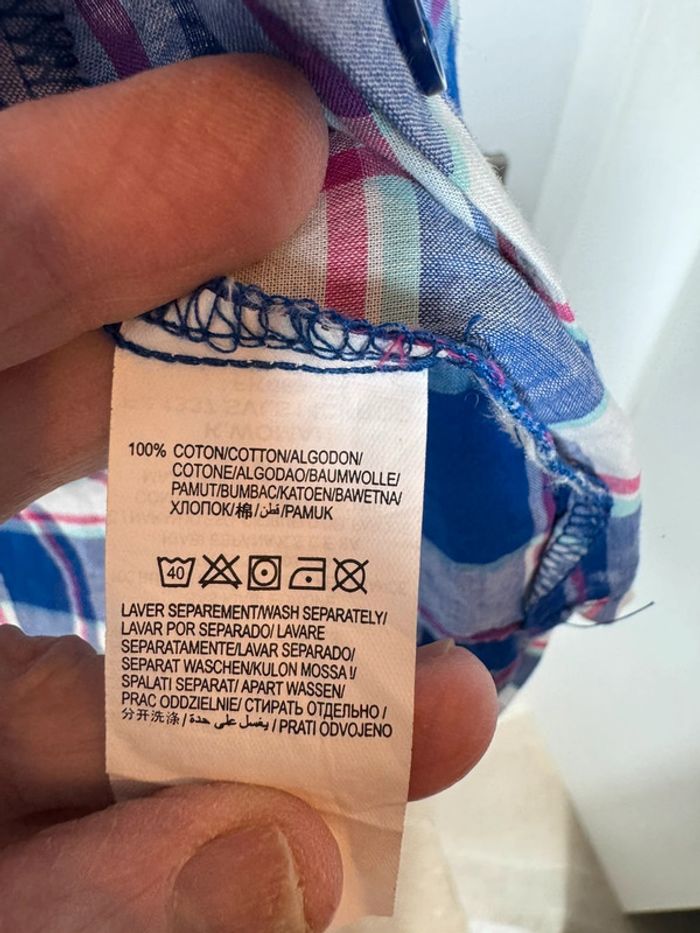 100% COTON/COTTON/ALGODON/
COTONE/ALGODAO/BAUMWOLLE/
PAMUT/BUMBAC/KATOEN/BAWETNA/
ХЛОПОК/棉/قطن/PAMUK
40
LAVER SEPAREMENT/WASH SEPARATELY/
LAVAR POR SEPARADO/ LAVARE
SEPARATAMENTE/LAVAR SEPARADO/
SEPARAT WASCHEN/KULON MOSSA !/
SPALATI SEPARAT/ APART WASSEN/
PRAC ODDZIELNIE/ СТИРАТЬ ОТДЕЛЬНО /
分开洗涤/ يغسل على حدة / PRATI ODVOJENO